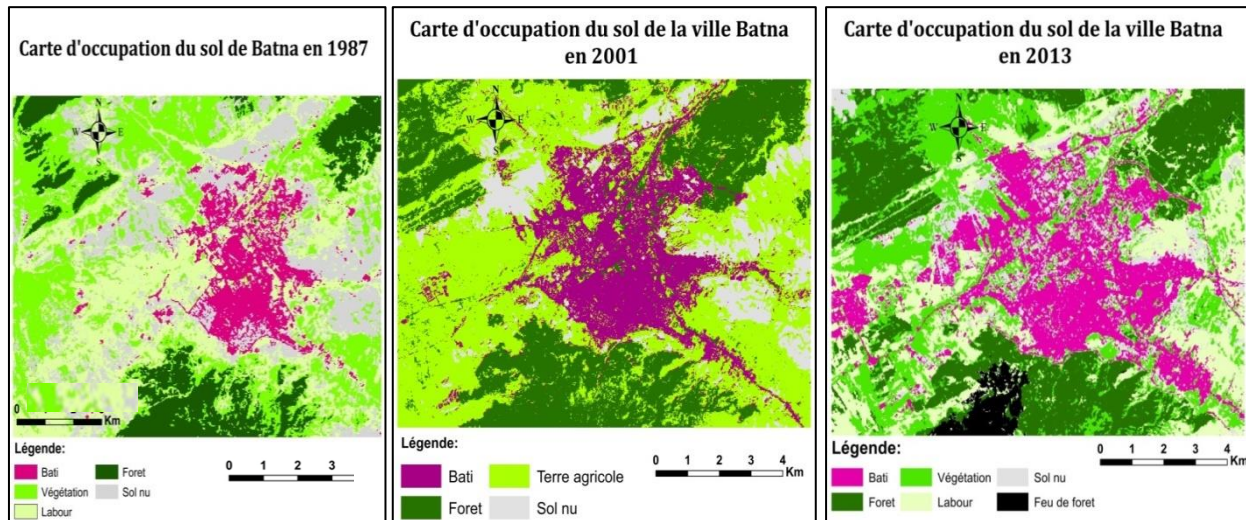 Carte d'occupation du sol de Batna en 1987
N
W E
S
0
Km
Légende:
Bati
Foret
Végétation
Sol nu
Labour
0 1 2 3
Carte d'occupation du sol de la ville Batna
en 2001
N
W E
S
Légende:
Bati
Terre agricole
Foret
Sol nu
0 1 2 3 4
Km
Carte d'occupation du sol de la ville Batna
en 2013
N
W E
S
Légende:
Bati
Végétation
Sol nu
Foret
Labour
Feu de foret
0 1 2 3 4
Km